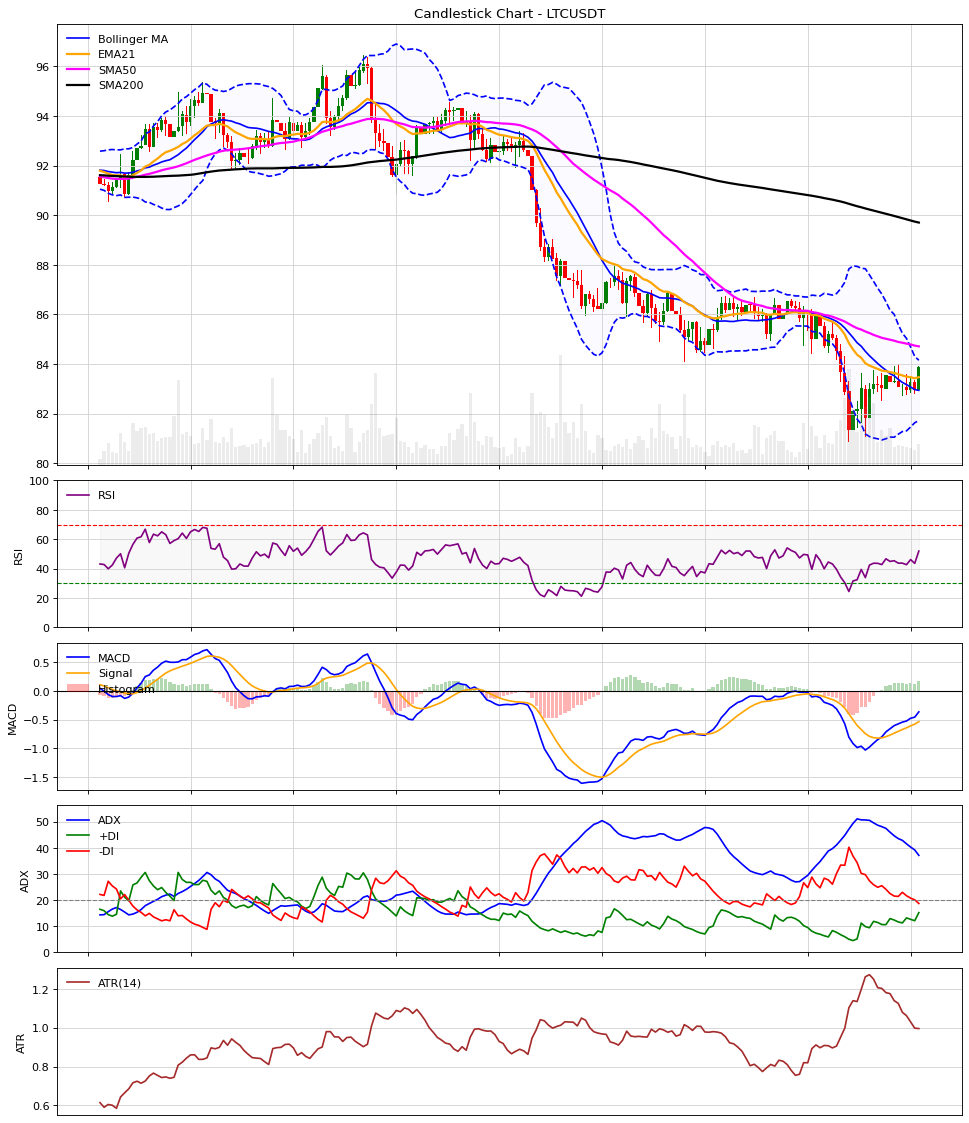 Candlestick Chart - LTCUSDT
Bollinger MA
EMA21
SMA50
SMA200
96
94
92
90
88
86
84
82
80
RSI
100
80
60
40
20
0
RSI
MACD
Signal
Histogram
0.5
0.0
−0.5
−1.0
−1.5
MACD
ADX
+DI
-DI
50
40
30
20
10
0
ADX
ATR(14)
1.2
1.0
0.8
0.6
ATR